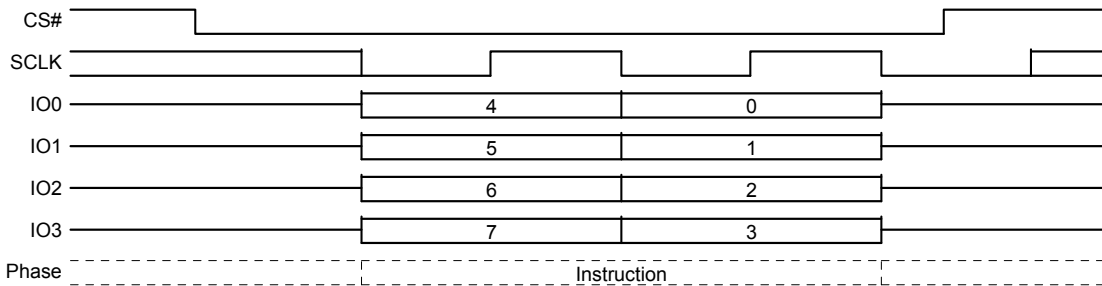 CS#
SCLK
IO0 4 0
IO1 5 1
IO2 6 2
IO3 7 3
Phase Instruction